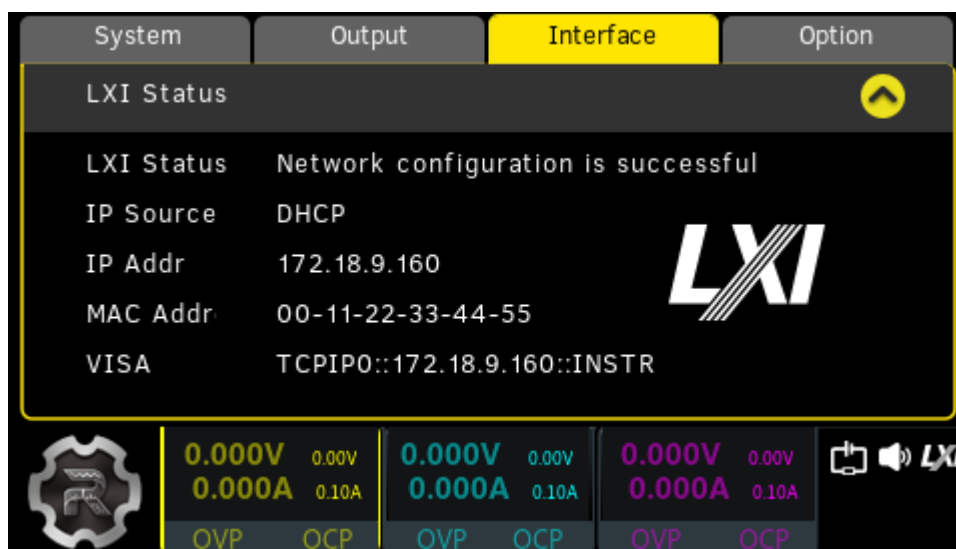 System Output Interface Option
LXI Status
LXI Status Network configuration is successful
IP Source DHCP
IP Addr 172.18.9.160
MAC Addr 00-11-22-33-44-55
VISA TCPIP0::172.18.9.160::INSTR
LXI
0.000V 0.00V 0.000V 0.00V 0.000V 0.00V
0.000A 0.10A 0.000A 0.10A 0.000A 0.10A
OVP OCP OVP OCP OVP OCP
R
LXI